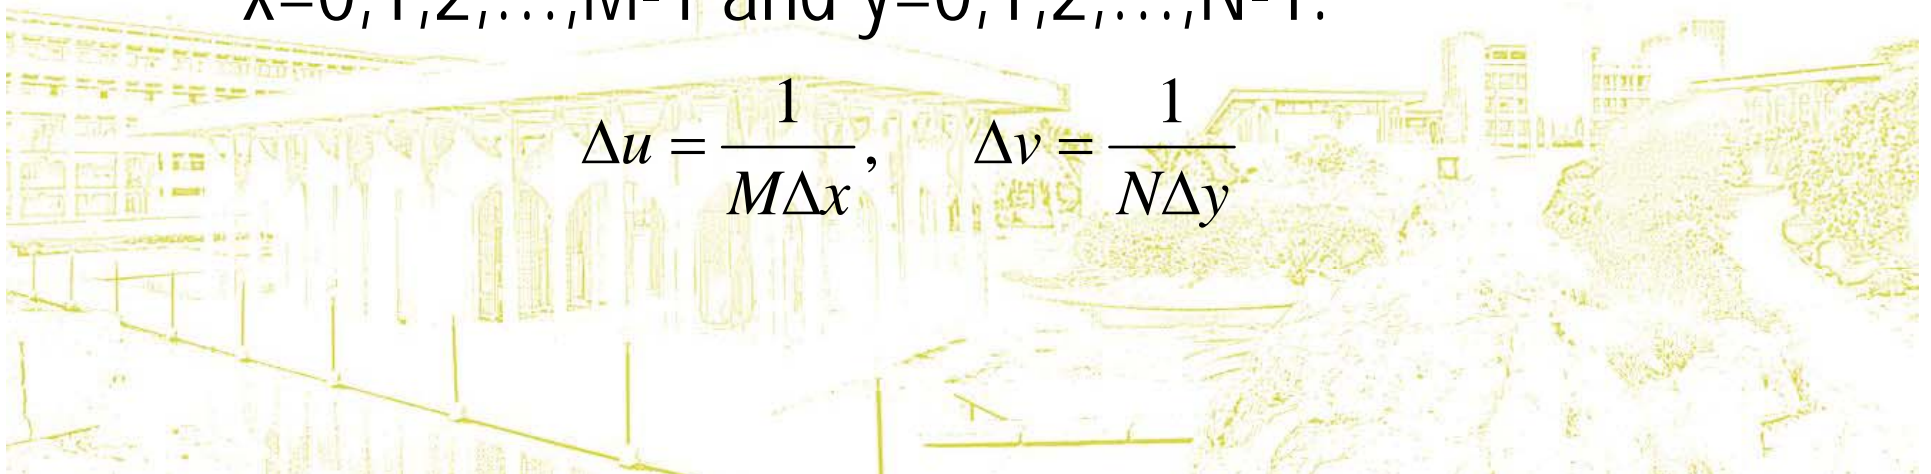 x=0,1,2,...,M-1 and y=0,1,2,...,N-1.
Δu = 1/(MΔx), Δv = 1/(NΔy)